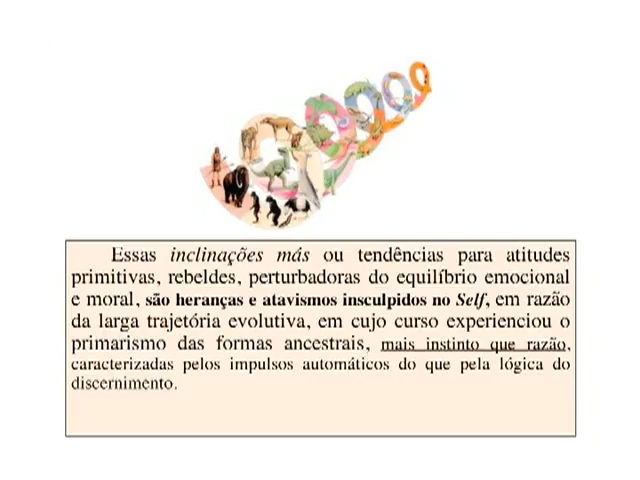 Essas inclinações más ou tendências para atitudes
primitivas, rebeldes, perturbadoras do equilíbrio emocional
e moral, são heranças e atavismos insculpidos no Self, em razão
da larga trajetória evolutiva, em cujo curso experienciou o
primarismo das formas ancestrais, mais instinto que razão,
caracterizadas pelos impulsos automáticos do que pela lógica do
discernimento.